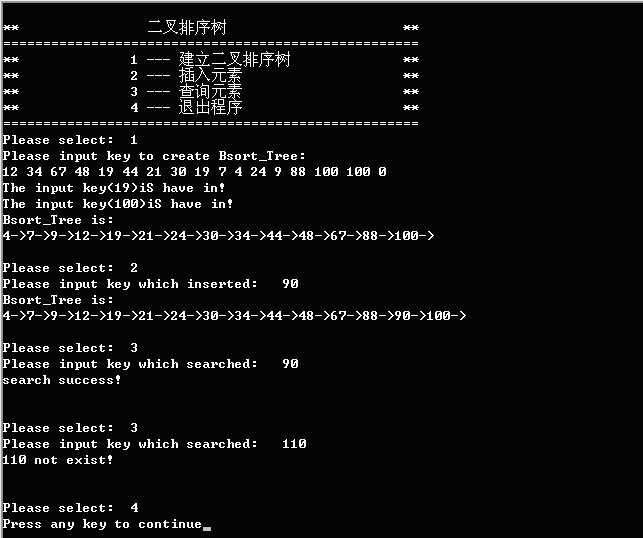 **                二叉排序树                      **
====================================================
**              1 --- 建立二叉排序树              **
**              2 --- 插入元素                    **
**              3 --- 查询元素                    **
**              4 --- 退出程序                    **
====================================================
Please select:  1
Please input key to create Bsort_Tree:
12 34 67 48 19 44 21 30 19 7 4 24 9 88 100 100 0
The input key(19)iS have in!
The input key(100)iS have in!
Bsort_Tree is:
4->7->9->12->19->21->24->30->34->44->48->67->88->100->
Please select:  2
Please input key which inserted:   90
Bsort_Tree is:
4->7->9->12->19->21->24->30->34->44->48->67->88->90->100->
Please select:  3
Please input key which searched:   90
search success!
Please select:  3
Please input key which searched:   110
110 not exist!
Please select:  4
Press any key to continue_